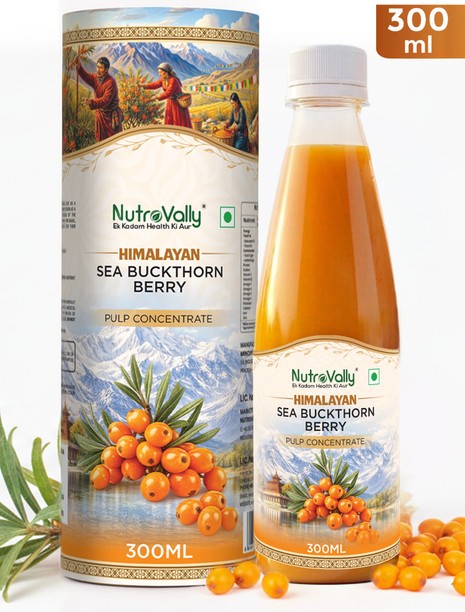 300
ml
NutroVally®
Ek Kadam Health Ki Aur
HIMALAYAN
SEA BUCKTHORN
BERRY
PULP CONCENTRATE
300ML
NutroVally®
Ek Kadam Health Ki Aur
HIMALAYAN
SEA BUCKTHORN
BERRY
PULP CONCENTRATE
300ML